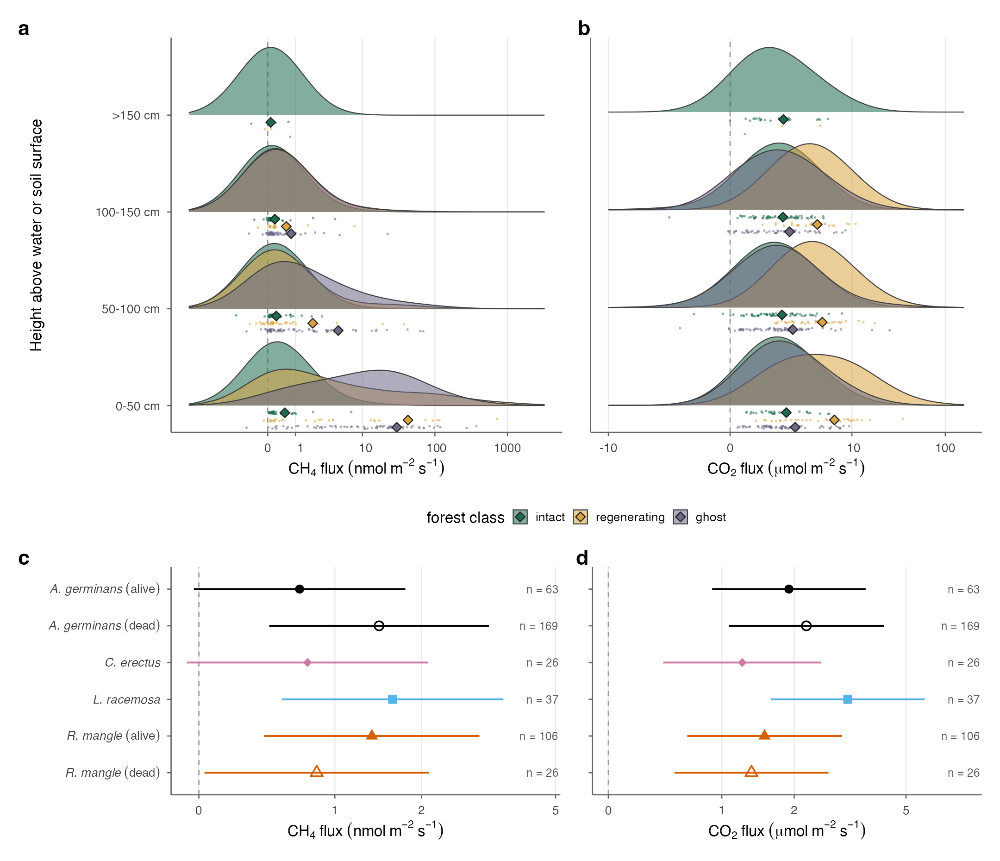 a
Height above water or soil surface
>150 cm
100-150 cm
50-100 cm
0-50 cm
0 1 10 100 1000
CH₄ flux (nmol m⁻² s⁻¹)
b
-10 0 10 100
CO₂ flux (μmol m⁻² s⁻¹)
forest class intact regenerating ghost
c
A. germinans (alive) n = 63
A. germinans (dead) n = 169
C. erectus n = 26
L. racemosa n = 37
R. mangle (alive) n = 106
R. mangle (dead) n = 26
0 1 2 5
CH₄ flux (nmol m⁻² s⁻¹)
d
n = 63
n = 169
n = 26
n = 37
n = 106
n = 26
0 1 2 5
CO₂ flux (μmol m⁻² s⁻¹)